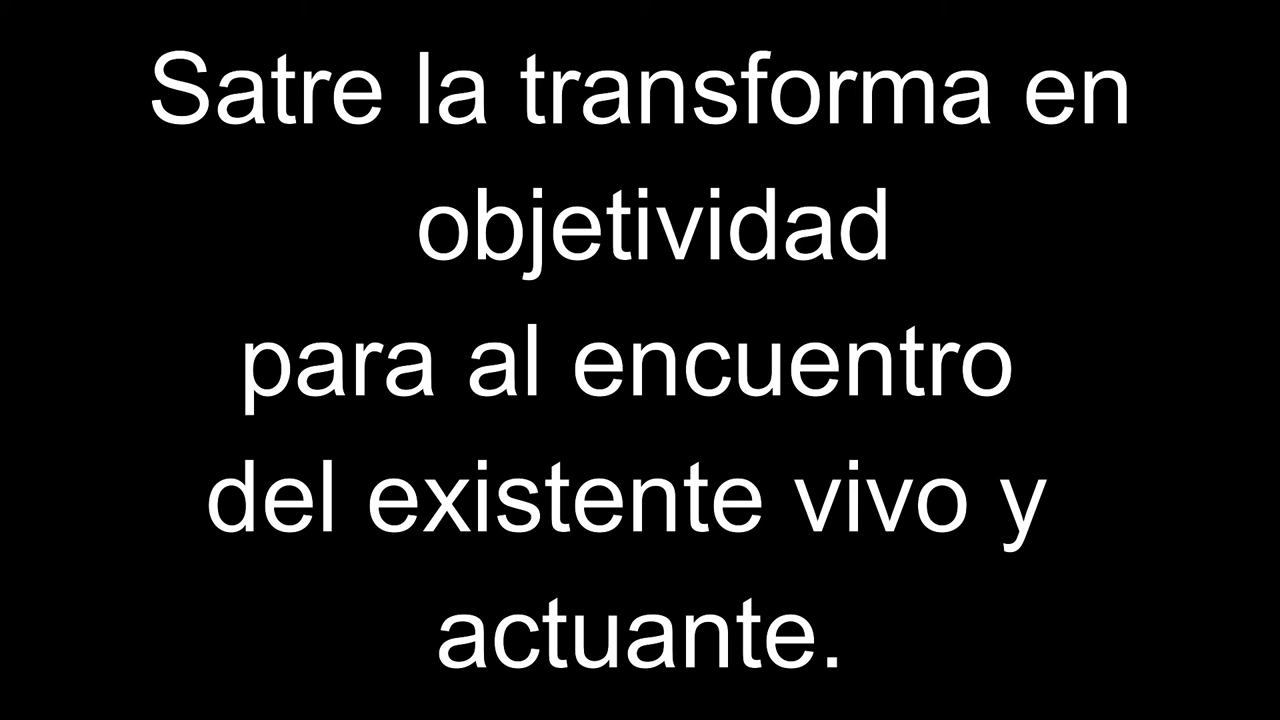 Satre la transforma en
objetividad
para al encuentro
del existente vivo y
actuante.